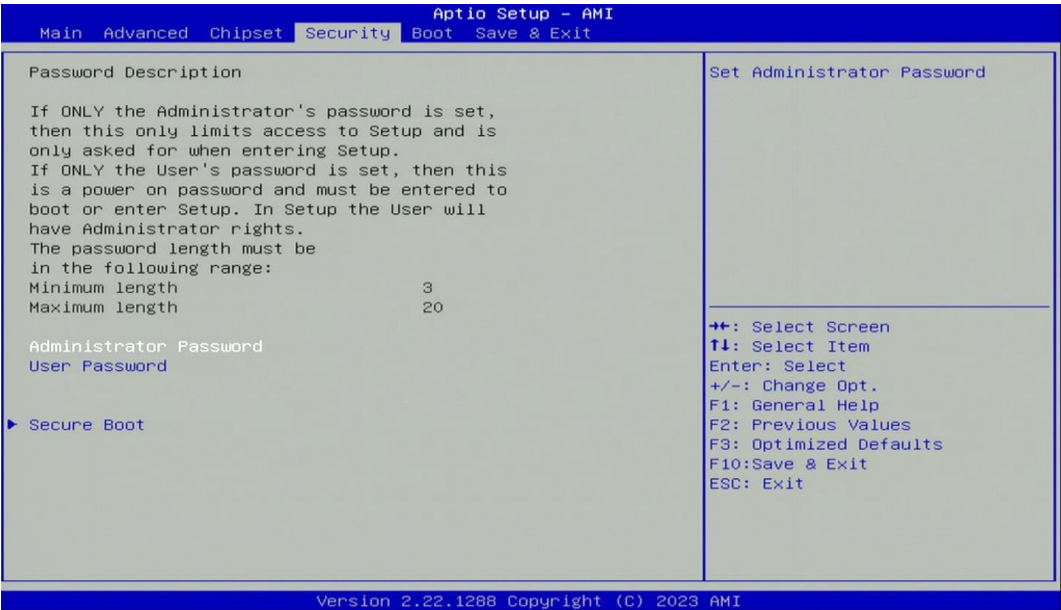 Aptio Setup – AMI
Main Advanced Chipset Security Boot Save & Exit
Password Description
If ONLY the Administrator's password is set,
then this only limits access to Setup and is
only asked for when entering Setup.
If ONLY the User's password is set, then this
is a power on password and must be entered to
boot or enter Setup. In Setup the User will
have Administrator rights.
The password length must be
in the following range:
Minimum length 3
Maximum length 20
Administrator Password
User Password
► Secure Boot
Set Administrator Password
→←: Select Screen
↑↓: Select Item
Enter: Select
+/-: Change Opt.
F1: General Help
F2: Previous Values
F3: Optimized Defaults
F10:Save & Exit
ESC: Exit
Version 2.22.1288 Copyright (C) 2023 AMI